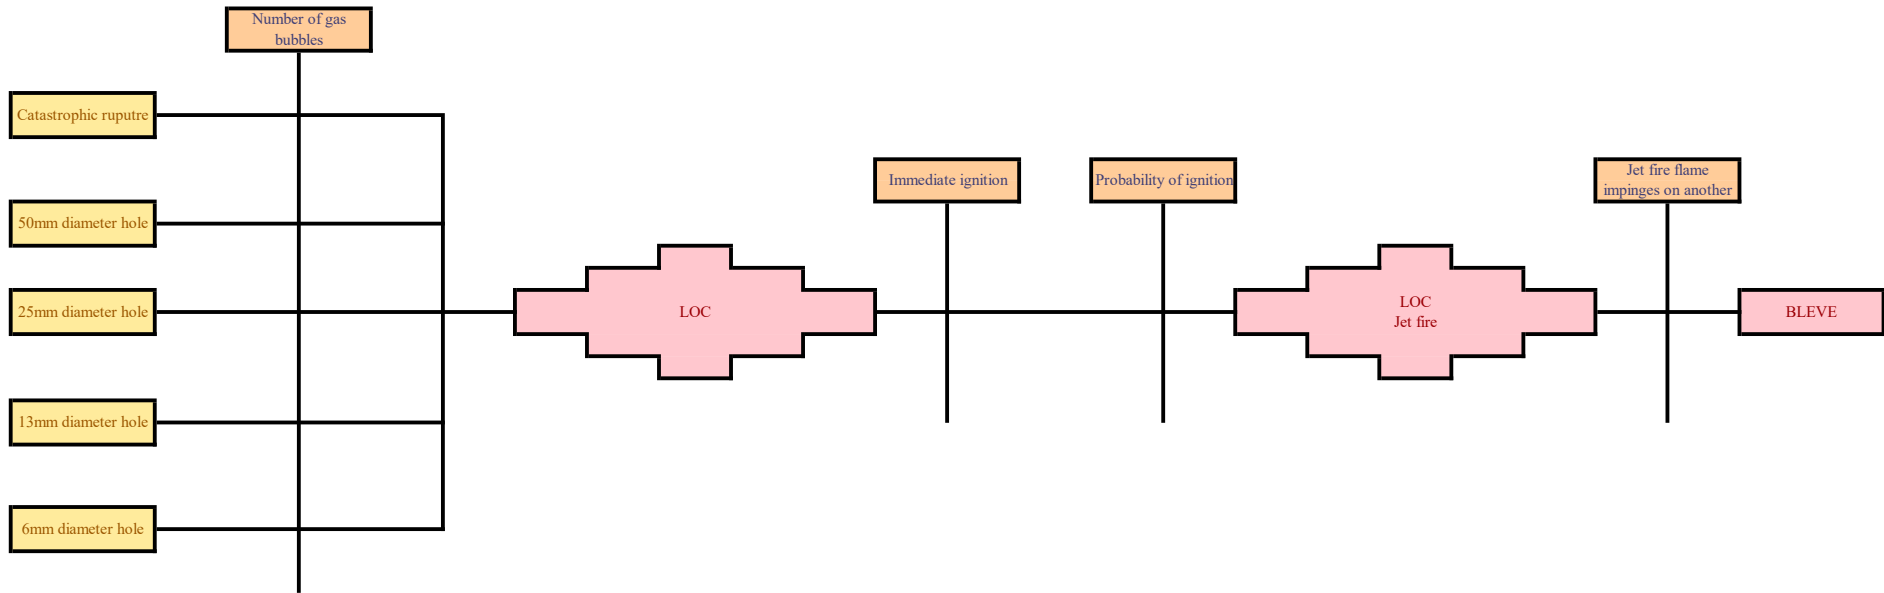 Number of gas
bubbles
Catastrophic ruputre
50mm diameter hole
25mm diameter hole
13mm diameter hole
6mm diameter hole
LOC
Immediate ignition
Probability of ignition
LOC
Jet fire
Jet fire flame
impinges on another
BLEVE